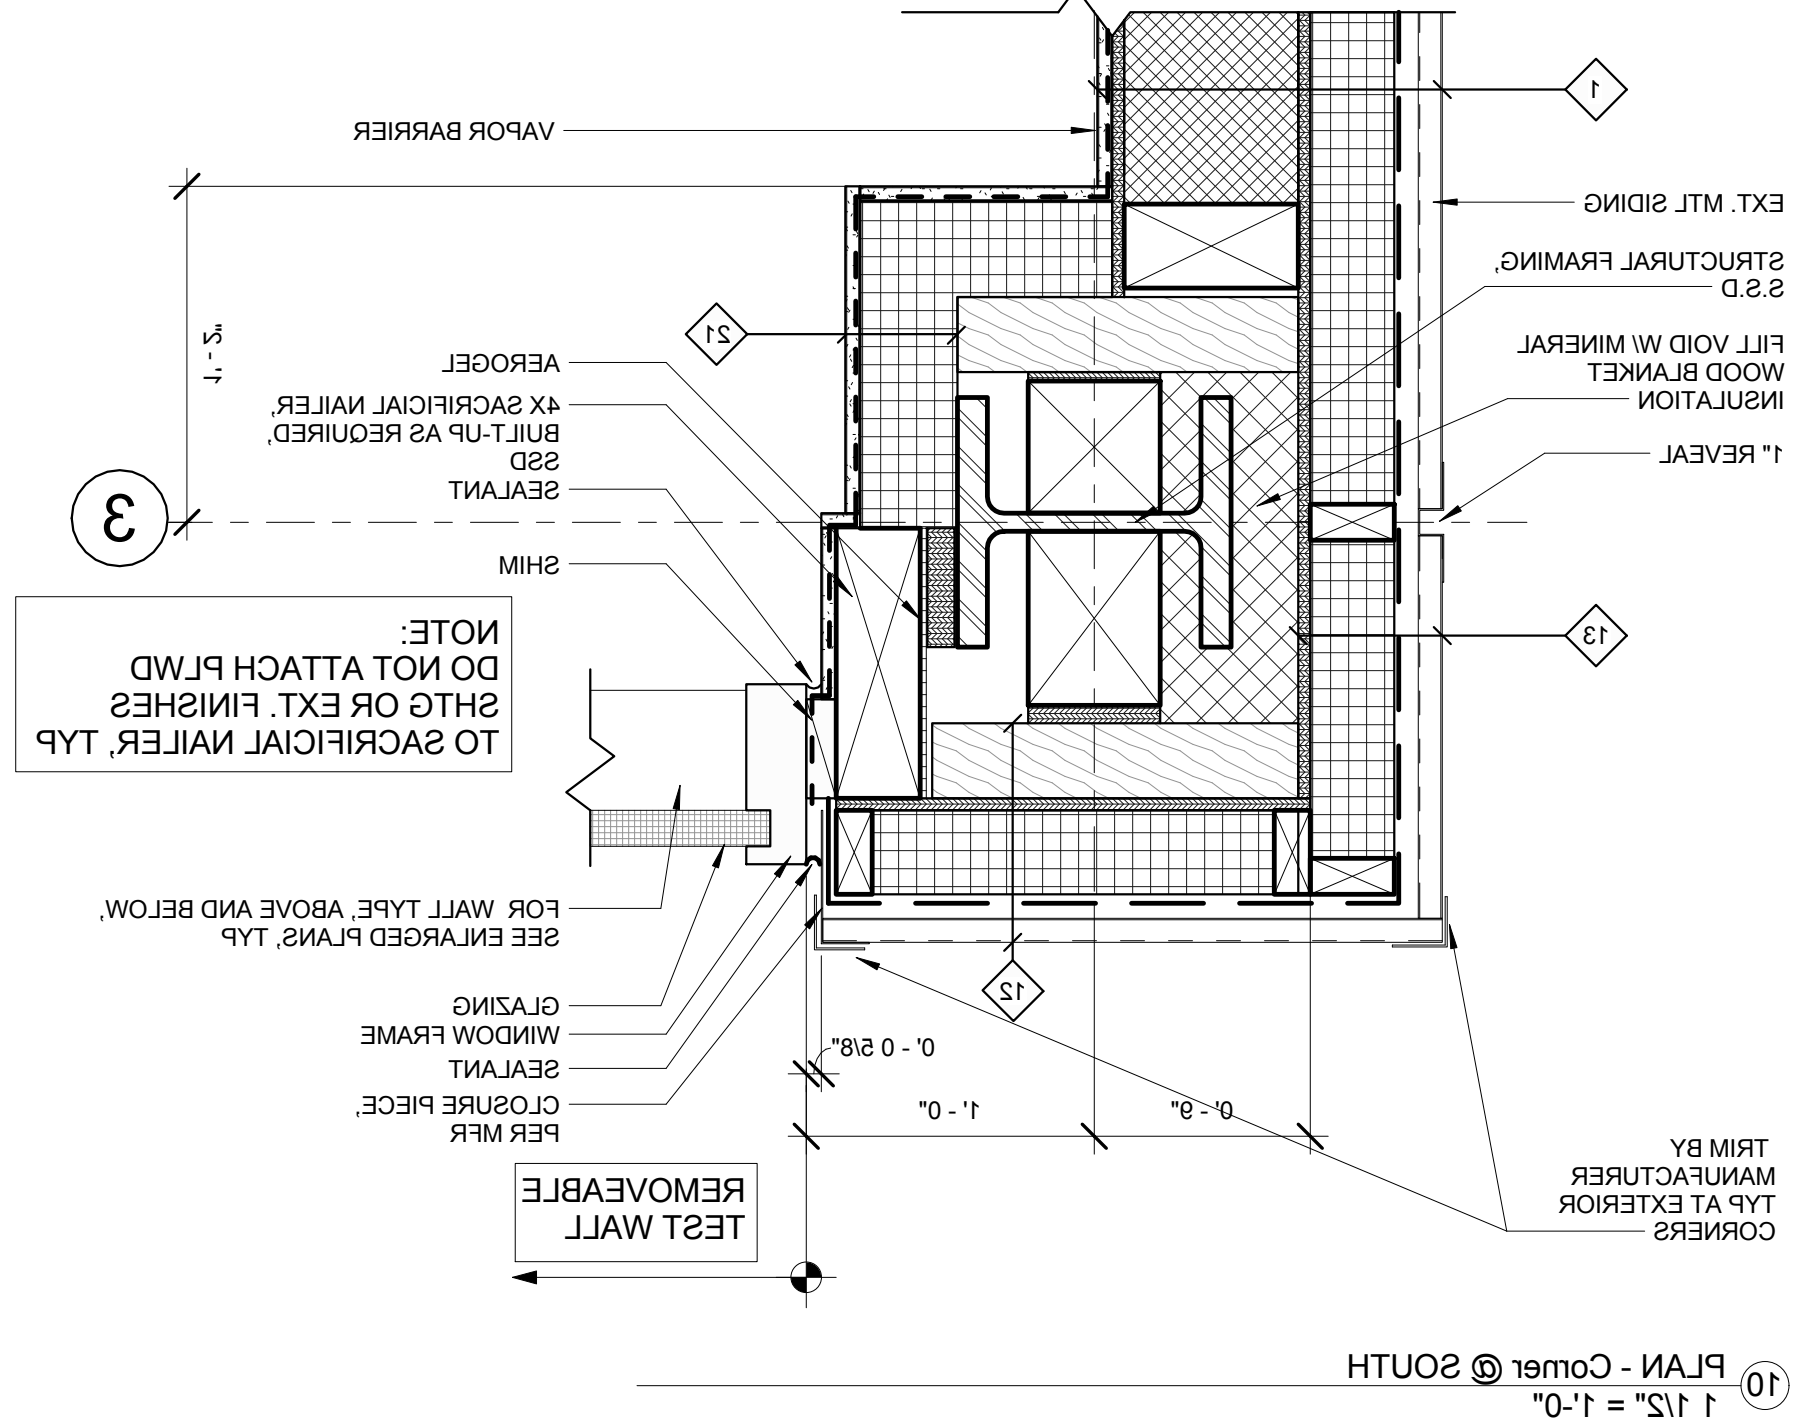 1
VAPOR BARRIER
EXT. MTL SIDING
STRUCTURAL FRAMING,
S.S.D
FILL VOID W/ MINERAL
WOOD BLANKET
INSULATION
1" REVEAL
21
1' - 2"
AEROGEL
4X SACRIFICIAL NAILER,
BUILT-UP AS REQUIRED,
SSD
SEALANT
SHIM
3
13
NOTE:
DO NOT ATTACH PLWD
SHTG OR EXT. FINISHES
TO SACRIFICIAL NAILER, TYP
FOR WALL TYPE, ABOVE AND BELOW,
SEE ENLARGED PLANS, TYP
GLAZING
WINDOW FRAME
SEALANT
CLOSURE PIECE,
PER MFR
12
0' - 0 5/8"
0' - 9"
1' - 0"
TRIM BY
MANUFACTURER
TYP AT EXTERIOR
CORNERS
REMOVEABLE
TEST WALL
10
PLAN - Corner @ SOUTH
1 1/2" = 1'-0"